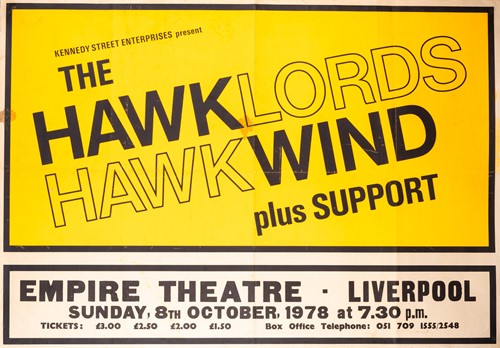 KENNEDY STREET ENTERPRISES present
THE
HAWKLORDS
HAWKWIND
plus SUPPORT
EMPIRE THEATRE · LIVERPOOL
SUNDAY, 8TH OCTOBER, 1978 at 7.30 p.m.
TICKETS: £3.00 £2.50 £2.00 £1.50 Box Office Telephone: 051 709 1555/2548